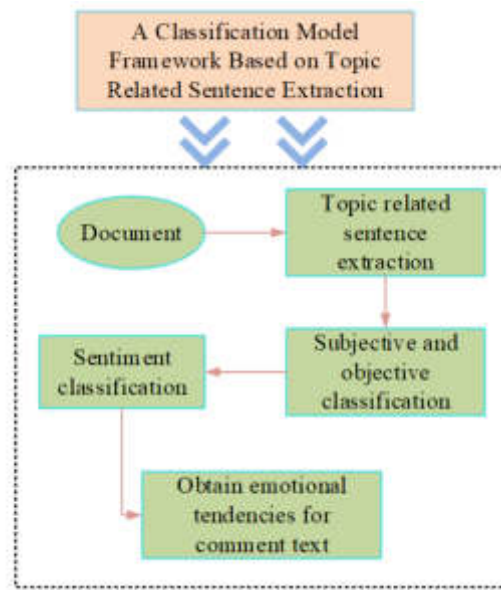 A Classification Model
Framework Based on Topic
Related Sentence Extraction
Document
Topic related
sentence
extraction
Subjective and
objective
classification
Sentiment
classification
Obtain emotional
tendencies for
comment text